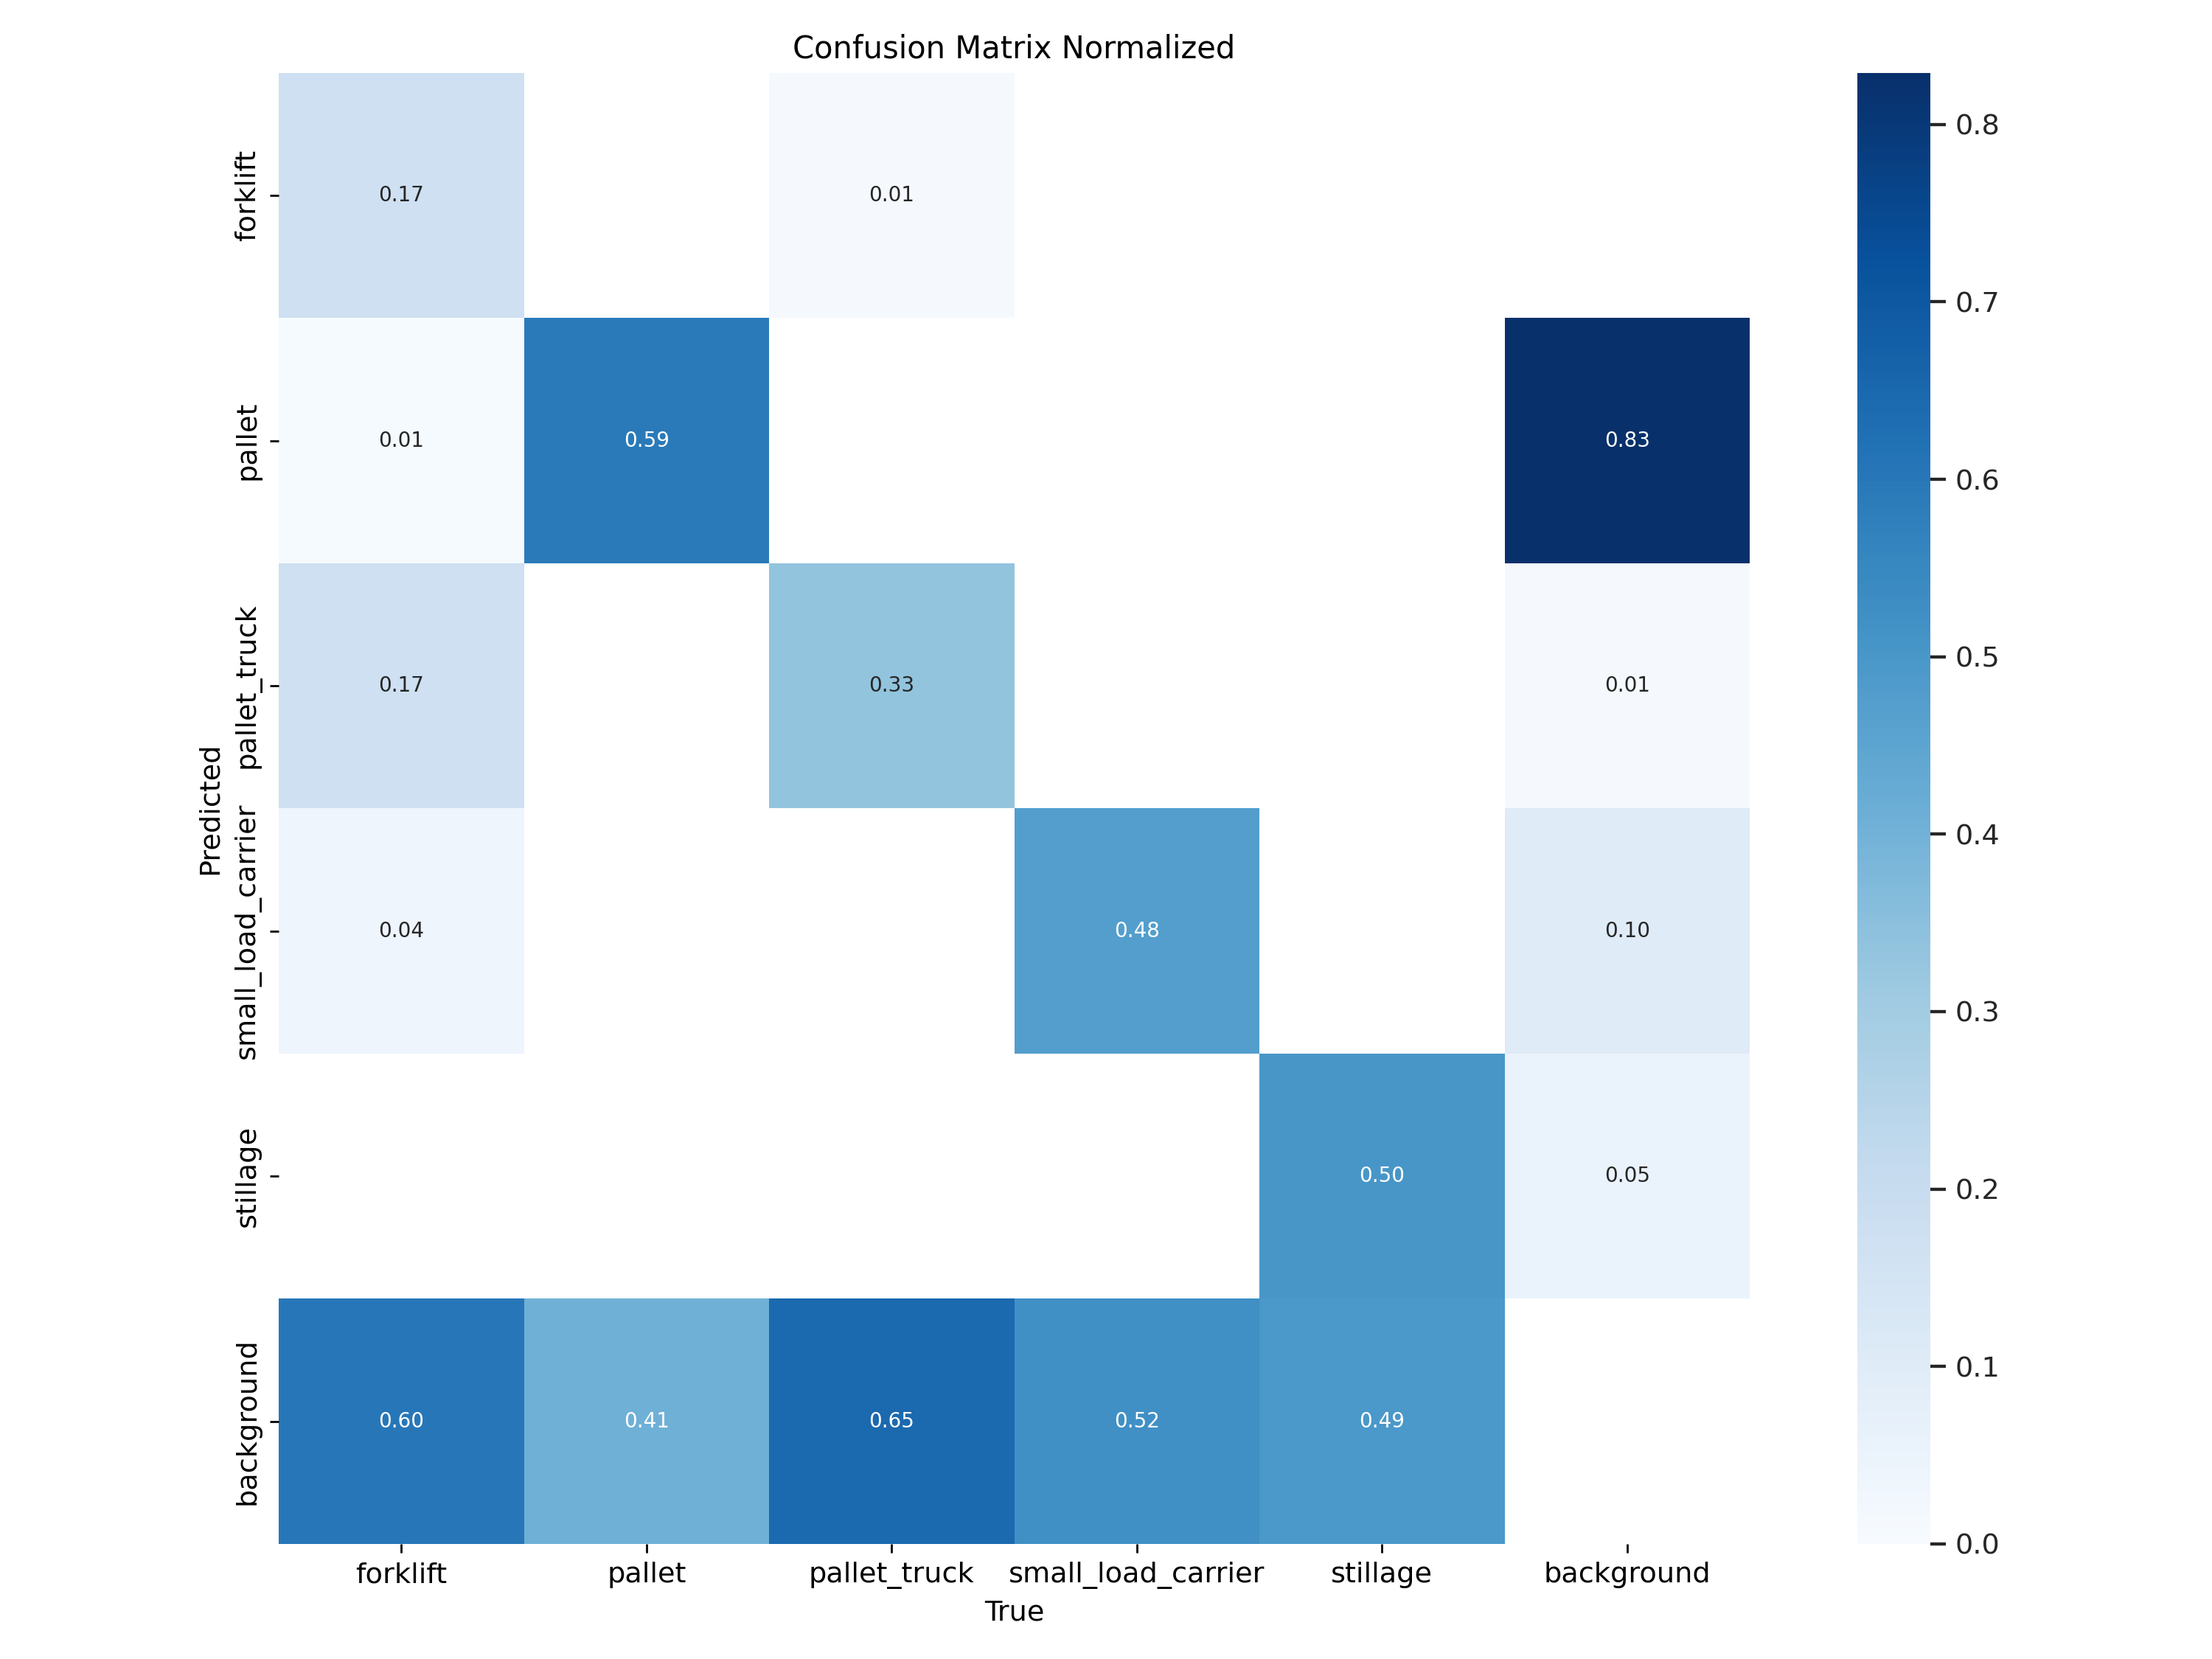 Confusion Matrix Normalized
forklift
0.17
0.01
0.8
0.7
pallet
0.01
0.59
0.83
0.6
pallet_truck
0.17
0.33
0.01
0.5
Predicted
0.4
small_load_carrier
0.04
0.48
0.10
0.3
stillage
0.50
0.05
0.2
background
0.60
0.41
0.65
0.52
0.49
0.1
0.0
forklift pallet pallet_truck small_load_carrier stillage background
True